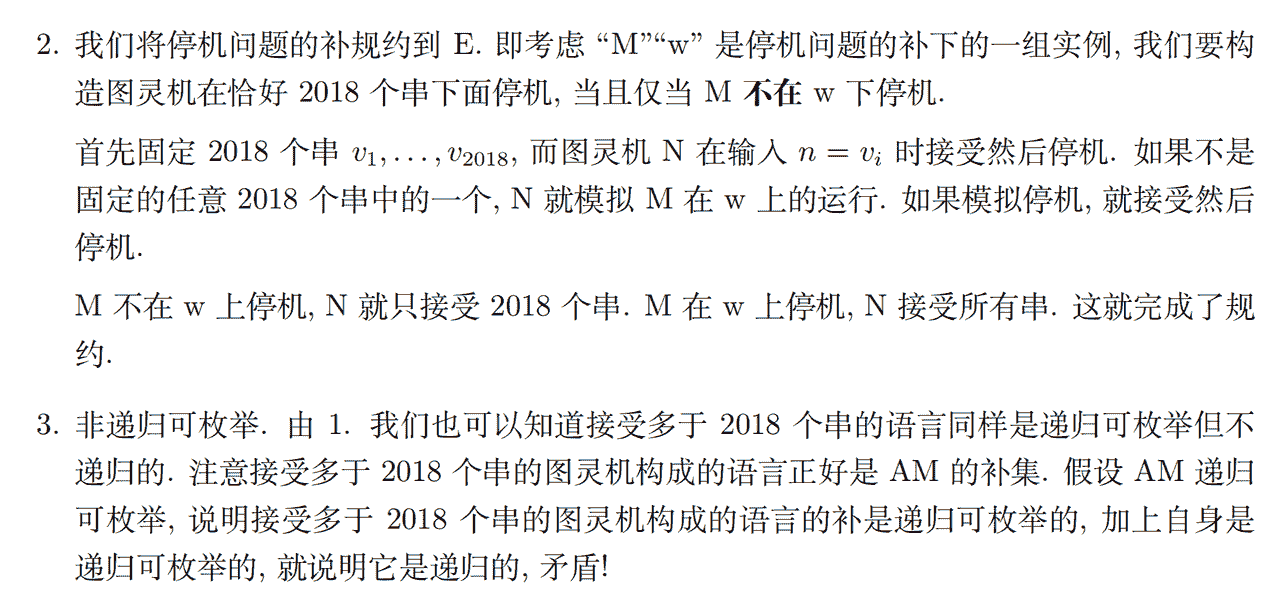 2. 我们将停机问题的补规约到 E. 即考虑 “M”“w” 是停机问题的补下的一组实例, 我们要构
造图灵机在恰好 2018 个串下面停机, 当且仅当 M 不在 w 下停机.
首先固定 2018 个串 v₁, . . . , v₂₀₁₈, 而图灵机 N 在输入 n = vᵢ 时接受然后停机. 如果不是
固定的任意 2018 个串中的一个, N 就模拟 M 在 w 上的运行. 如果模拟停机, 就接受然后
停机.
M 不在 w 上停机, N 就只接受 2018 个串. M 在 w 上停机, N 接受所有串. 这就完成了规
约.
3. 非递归可枚举. 由 1. 我们也可以知道接受多于 2018 个串的语言同样是递归可枚举但不
递归的. 注意接受多于 2018 个串的图灵机构成的语言正好是 AM 的补集. 假设 AM 递归
可枚举, 说明接受多于 2018 个串的图灵机构成的语言的补是递归可枚举的, 加上自身是
递归可枚举的, 就说明它是递归的, 矛盾!